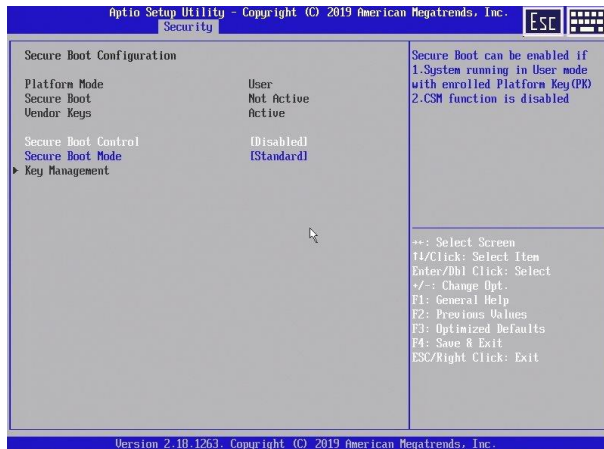 Aptio Setup Utility - Copyright (C) 2019 American Megatrends, Inc.
Security
Esc
Secure Boot Configuration
Platform Mode User
Secure Boot Not Active
Vendor Keys Active
Secure Boot Control [Disabled]
Secure Boot Mode [Standard]
▶ Key Management
Secure Boot can be enabled if
1.System running in User mode
with enrolled Platform Key(PK)
2.CSM function is disabled
→←: Select Screen
↑↓/Click: Select Item
Enter/Dbl Click: Select
+/-: Change Opt.
F1: General Help
F2: Previous Values
F3: Optimized Defaults
F4: Save & Exit
ESC/Right Click: Exit
Version 2.18.1263. Copyright (C) 2019 American Megatrends, Inc.